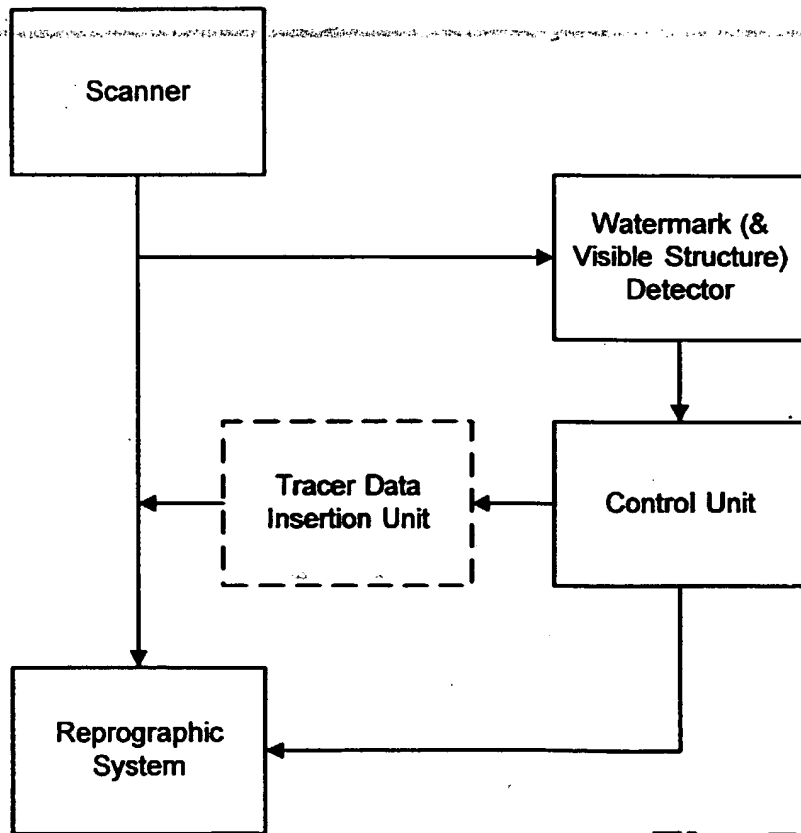 Scanner
Watermark (&
Visible Structure)
Detector
Tracer Data
Insertion Unit
Control Unit
Reprographic
System